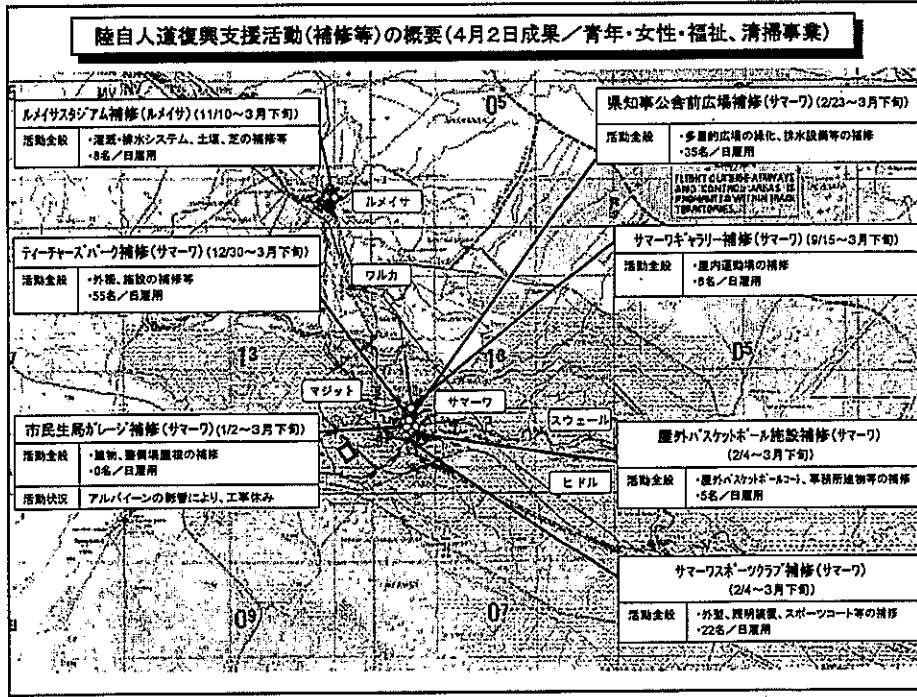 陸自人道復興支援活動(補修等)の概要(4月2日成果/青年・女性・福祉、清掃事業)
ルメイサスタジアム補修(ルメイサ)(11/10~3月下旬)
活動全般
・灌漑・排水システム、土壌、芝の補修等
・8名/日雇用
県知事公舎前広場補修(サマーワ)(2/23~3月下旬)
活動全般
・多目的広場の緑化、排水設備等の補修
・35名/日雇用
05
FLIGHT OUTSIDE AIRWAYS
AND CONTROL AREAS IS
PROHIBITED WITHIN IRAQ
TERRITORIES.
ルメイサ
ティーチャーズパーク補修(サマーワ)(12/30~3月下旬)
活動全般
・外柵、施設の補修等
・55名/日雇用
ワルカ
サマーワギャラリー補修(サマーワ)(9/15~3月下旬)
活動全般
・屋内運動場の補修
・6名/日雇用
13
18
05
マジット
サマーワ
スウェール
ヒドル
市民生局ガレージ補修(サマーワ)(1/2~3月下旬)
活動全般
・建物、整備場屋根の補修
・0名/日雇用
活動状況
アルバイーンの影響により、工事休み
屋外バスケットボール施設補修(サマーワ)
(2/4~3月下旬)
活動全般
・屋外バスケットボールコート、事務所建物等の補修
・5名/日雇用
サマーワスポーツクラブ補修(サマーワ)
(2/4~3月下旬)
活動全般
・外壁、照明装置、スポーツコート等の補修
・22名/日雇用
09
07